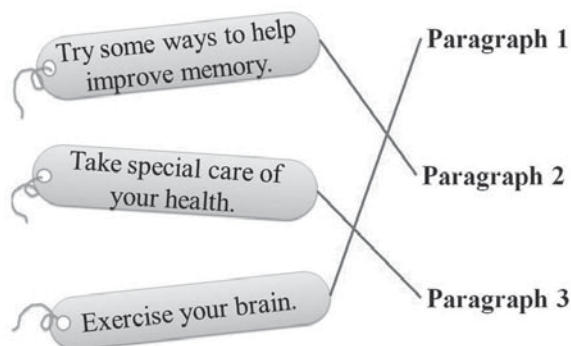 Try some ways to help
improve memory.
Paragraph 1
Take special care of
your health.
Paragraph 2
Exercise your brain.
Paragraph 3